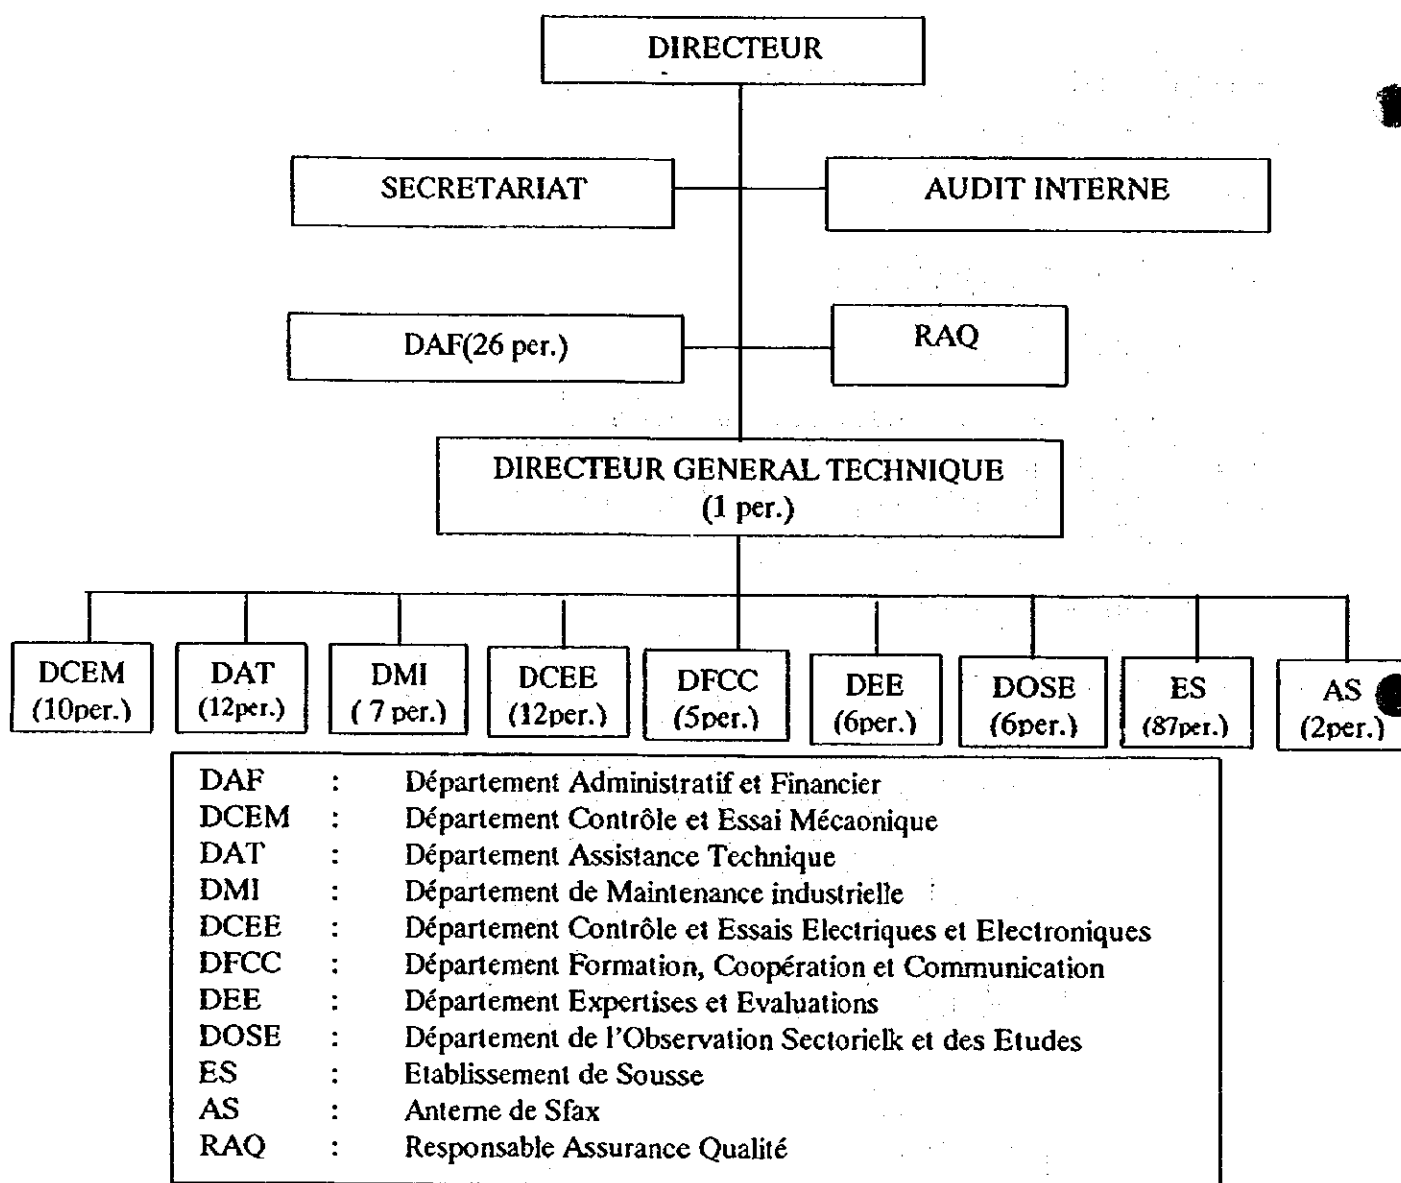 DIRECTEUR
SECRETARIAT
AUDIT INTERNE
DAF(26 per.)
RAQ
DIRECTEUR GENERAL TECHNIQUE
(1 per.)
DCEM
(10per.)
DAT
(12per.)
DMI
( 7 per.)
DCEE
(12per.)
DFCC
(5per.)
DEE
(6per.)
DOSE
(6per.)
ES
(87per.)
AS
(2per.)
DAF : Département Administratif et Financier
DCEM : Département Contrôle et Essai Mécaonique
DAT : Département Assistance Technique
DMI : Département de Maintenance industrielle
DCEE : Département Contrôle et Essais Electriques et Electroniques
DFCC : Département Formation, Coopération et Communication
DEE : Département Expertises et Evaluations
DOSE : Département de l'Observation Sectorielk et des Etudes
ES : Etablissement de Sousse
AS : Anterne de Sfax
RAQ : Responsable Assurance Qualité